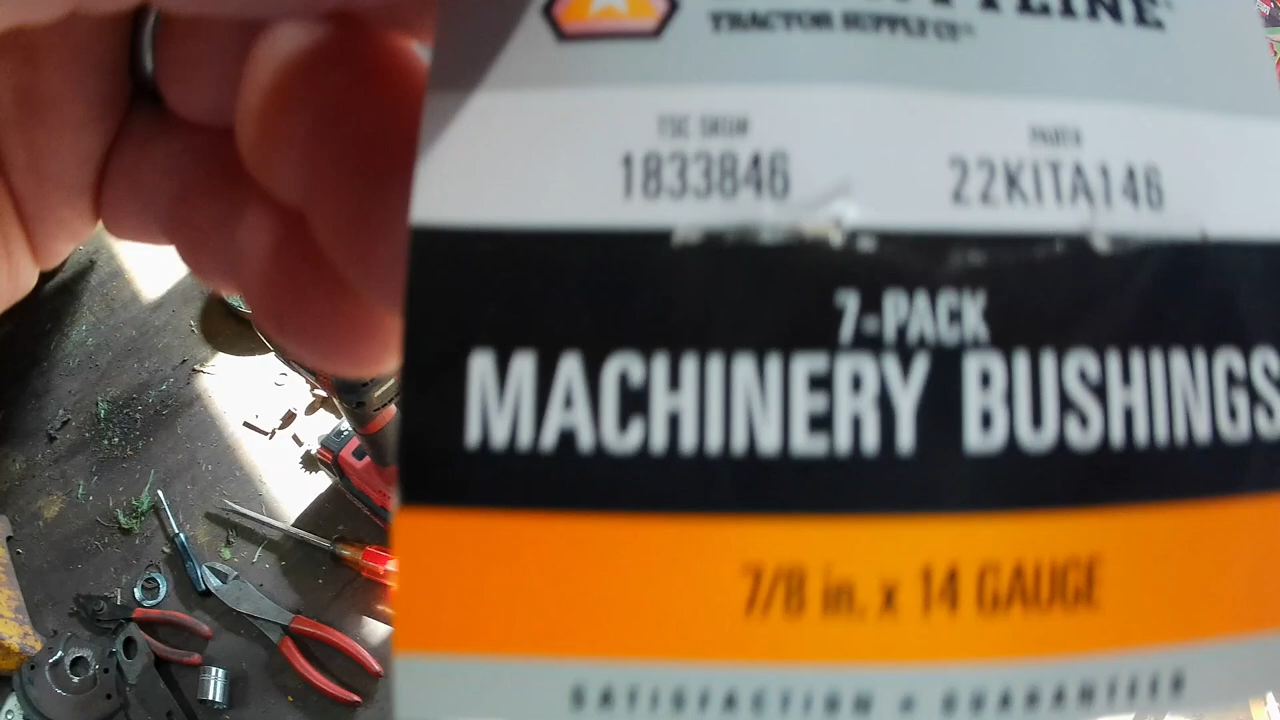 TRACTOR SUPPLY CO
TSC SKU# PART#
1833846 22KITA146
7-PACK
MACHINERY BUSHINGS
7/8 in. x 14 GAUGE
SATISFACTION • GUARANTEED